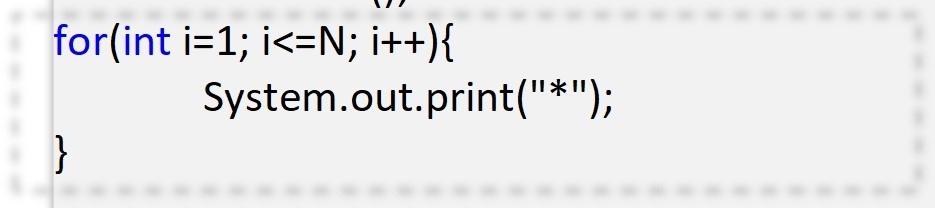 for(int i=1; i<=N; i++){
System.out.print("*");
}